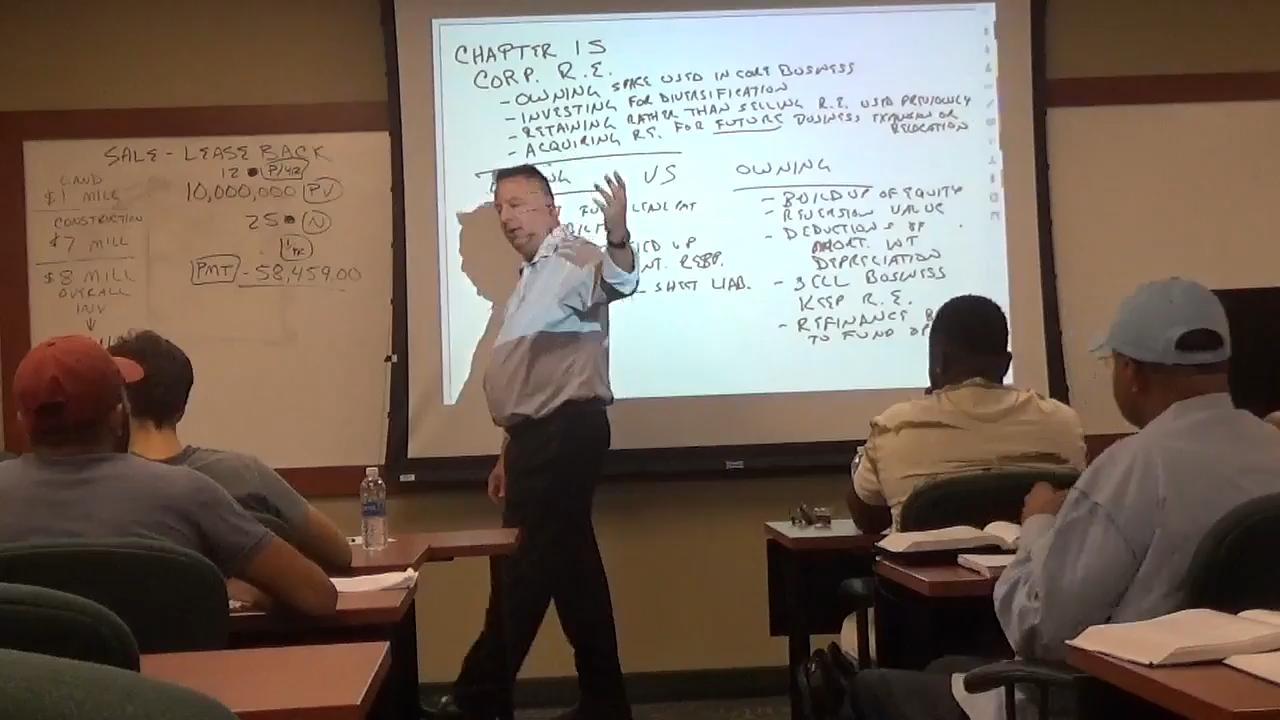 SALE - LEASE BACK
12 P/YR
LAND
$1 MILL
10,000,000 PV
CONSTRUCTION
$7 MILL
25 N
$8 MILL
OVERALL
INV
PMT - 58,459.00
CHAPTER 15
CORP. R.E.
- OWNING SPACE USED IN CORE BUSINESS
- INVESTING FOR DIVERSIFICATION
- RETAINING RATHER THAN SELLING R.E. USED PREVIOUSLY
- ACQUIRING R.E. FOR FUTURE BUSINESS EXPANSION OR
RELOCATION
VS OWNING
- BUILDUP OF EQUITY
- REVERSION VALUE
- DEDUCTIONS OF
MORT. INT
DEPRECIATION
- SELL BUSINESS
KEEP R.E.
- REFINANCE
TO FUND
UP
SHEET LIAB.